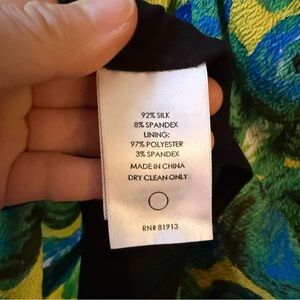 92% SILK
8% SPANDEX
LINING:
97% POLYESTER
3% SPANDEX
MADE IN CHINA
DRY CLEAN ONLY
RN# 81913